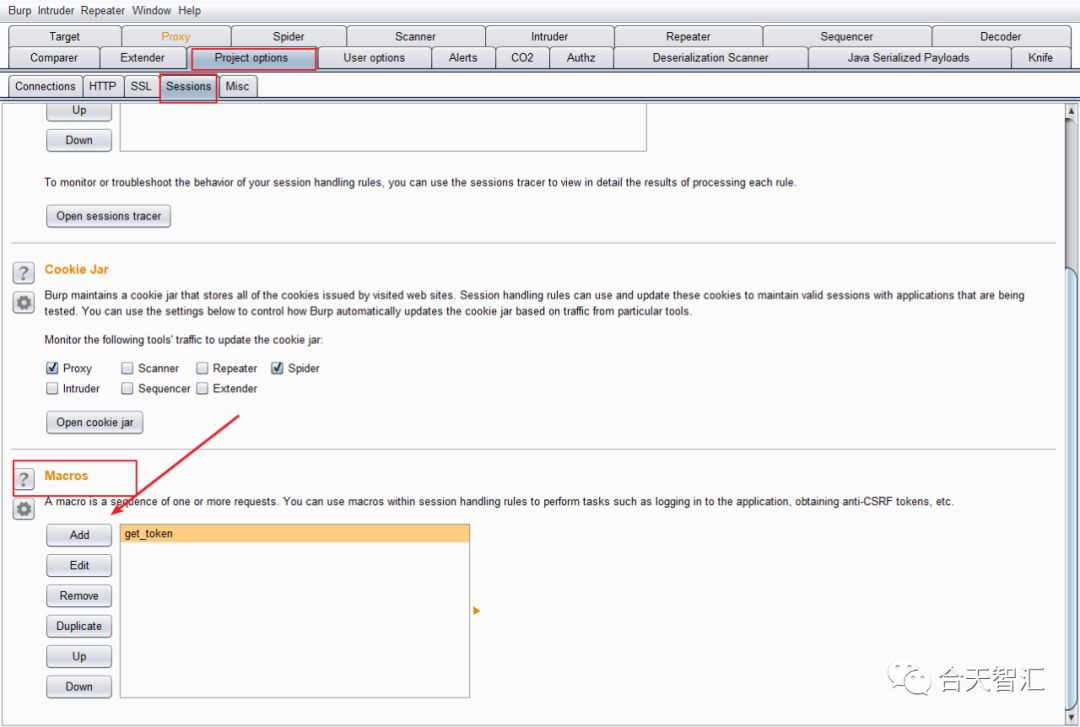 Burp Intruder Repeater Window Help
Target Proxy Spider Scanner Intruder Repeater Sequencer Decoder
Comparer Extender Project options User options Alerts CO2 Authz Deserialization Scanner Java Serialized Payloads Knife
Connections HTTP SSL Sessions Misc
Up
Down
To monitor or troubleshoot the behavior of your session handling rules, you can use the sessions tracer to view in detail the results of processing each rule.
Open sessions tracer
? Cookie Jar
Burp maintains a cookie jar that stores all of the cookies issued by visited web sites. Session handling rules can use and update these cookies to maintain valid sessions with applications that are being
tested. You can use the settings below to control how Burp automatically updates the cookie jar based on traffic from particular tools.
Monitor the following tools' traffic to update the cookie jar:
Proxy Scanner Repeater Spider
Intruder Sequencer Extender
Open cookie jar
? Macros
A macro is a sequence of one or more requests. You can use macros within session handling rules to perform tasks such as logging in to the application, obtaining anti-CSRF tokens, etc.
Add get_token
Edit
Remove
Duplicate
Up
Down
合天智汇